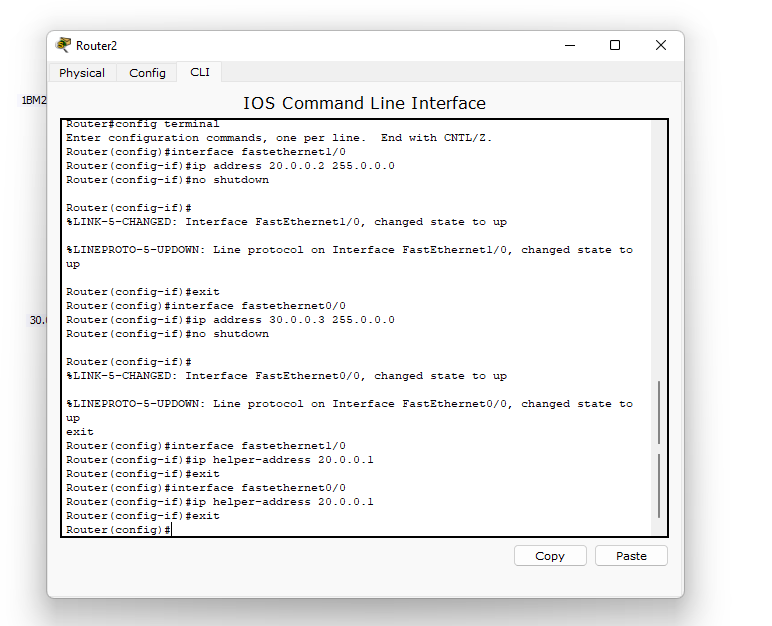 Router2
Physical
Config
CLI
1BM2
IOS Command Line Interface
Router#config terminal
Enter configuration commands, one per line.  End with CNTL/Z.
Router(config)#interface fastethernet1/0
Router(config-if)#ip address 20.0.0.2 255.0.0.0
Router(config-if)#no shutdown
Router(config-if)#
%LINK-5-CHANGED: Interface FastEthernet1/0, changed state to up
%LINEPROTO-5-UPDOWN: Line protocol on Interface FastEthernet1/0, changed state to
up
Router(config-if)#exit
Router(config)#interface fastethernet0/0
Router(config-if)#ip address 30.0.0.3 255.0.0.0
Router(config-if)#no shutdown
Router(config-if)#
%LINK-5-CHANGED: Interface FastEthernet0/0, changed state to up
%LINEPROTO-5-UPDOWN: Line protocol on Interface FastEthernet0/0, changed state to
up
exit
Router(config)#interface fastethernet1/0
Router(config-if)#ip helper-address 20.0.0.1
Router(config-if)#exit
Router(config)#interface fastethernet0/0
Router(config-if)#ip helper-address 20.0.0.1
Router(config-if)#exit
Router(config)#
30.
Copy
Paste